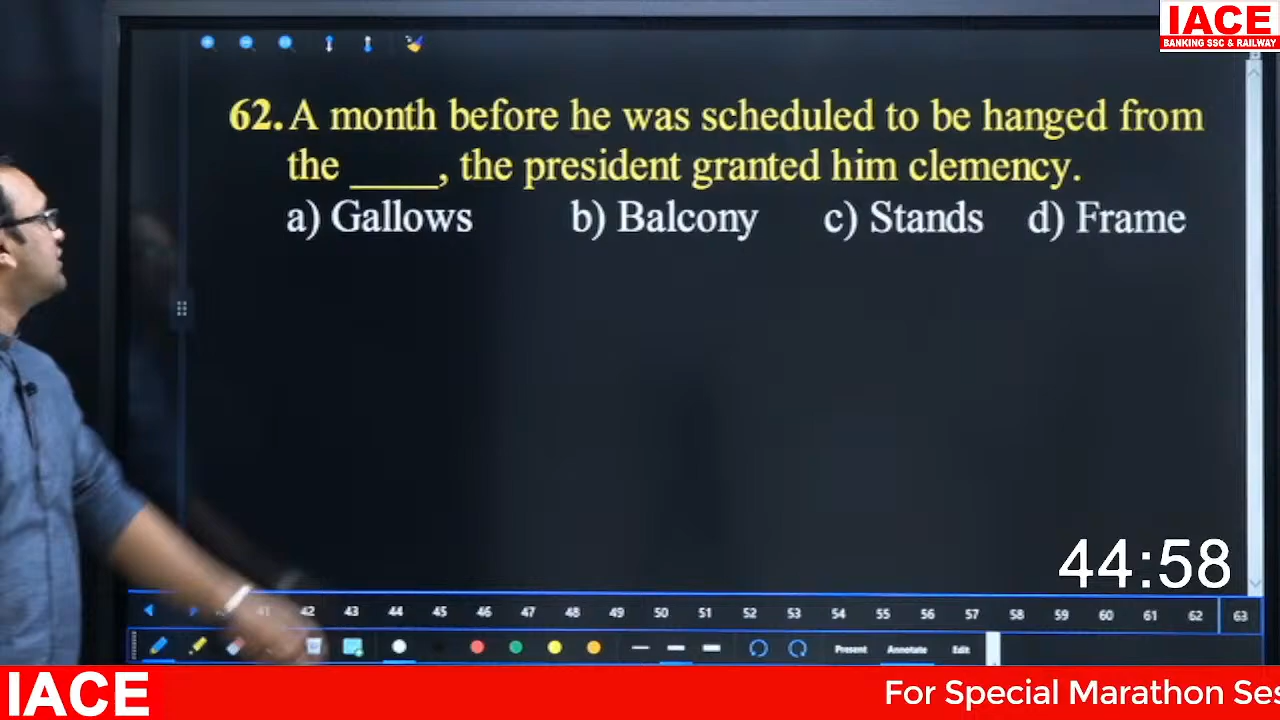 IACE
BANKING SSC & RAILWAY
62. A month before he was scheduled to be hanged from
the ____, the president granted him clemency.
a) Gallows b) Balcony c) Stands d) Frame
44:58
41 42 43 44 45 46 47 48 49 50 51 52 53 54 55 56 57 58 59 60 61 62 63
Present Annotate Edit
IACE
For Special Marathon Ses